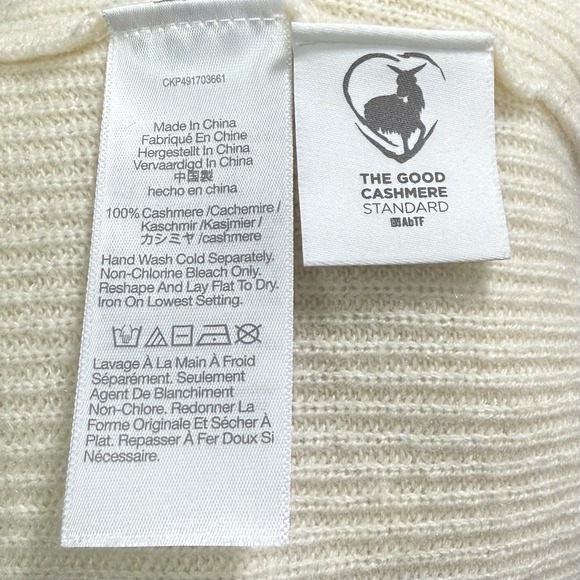 CKP491703661
Made In China
Fabriqué En Chine
Hergestellt In China
Vervaardigd In China
中国製
hecho en china
100% Cashmere /Cachemire /
Kaschmir /Kasjmier /
カシミヤ /cashmere
Hand Wash Cold Separately.
Non-Chlorine Bleach Only.
Reshape And Lay Flat To Dry.
Iron On Lowest Setting.
Lavage À La Main À Froid
Séparément. Seulement
Agent De Blanchiment
Non-Chlore. Redonner La
Forme Originale Et Sécher À
Plat. Repasser À Fer Doux Si
Nécessaire.
THE GOOD
CASHMERE
STANDARD
AbTF